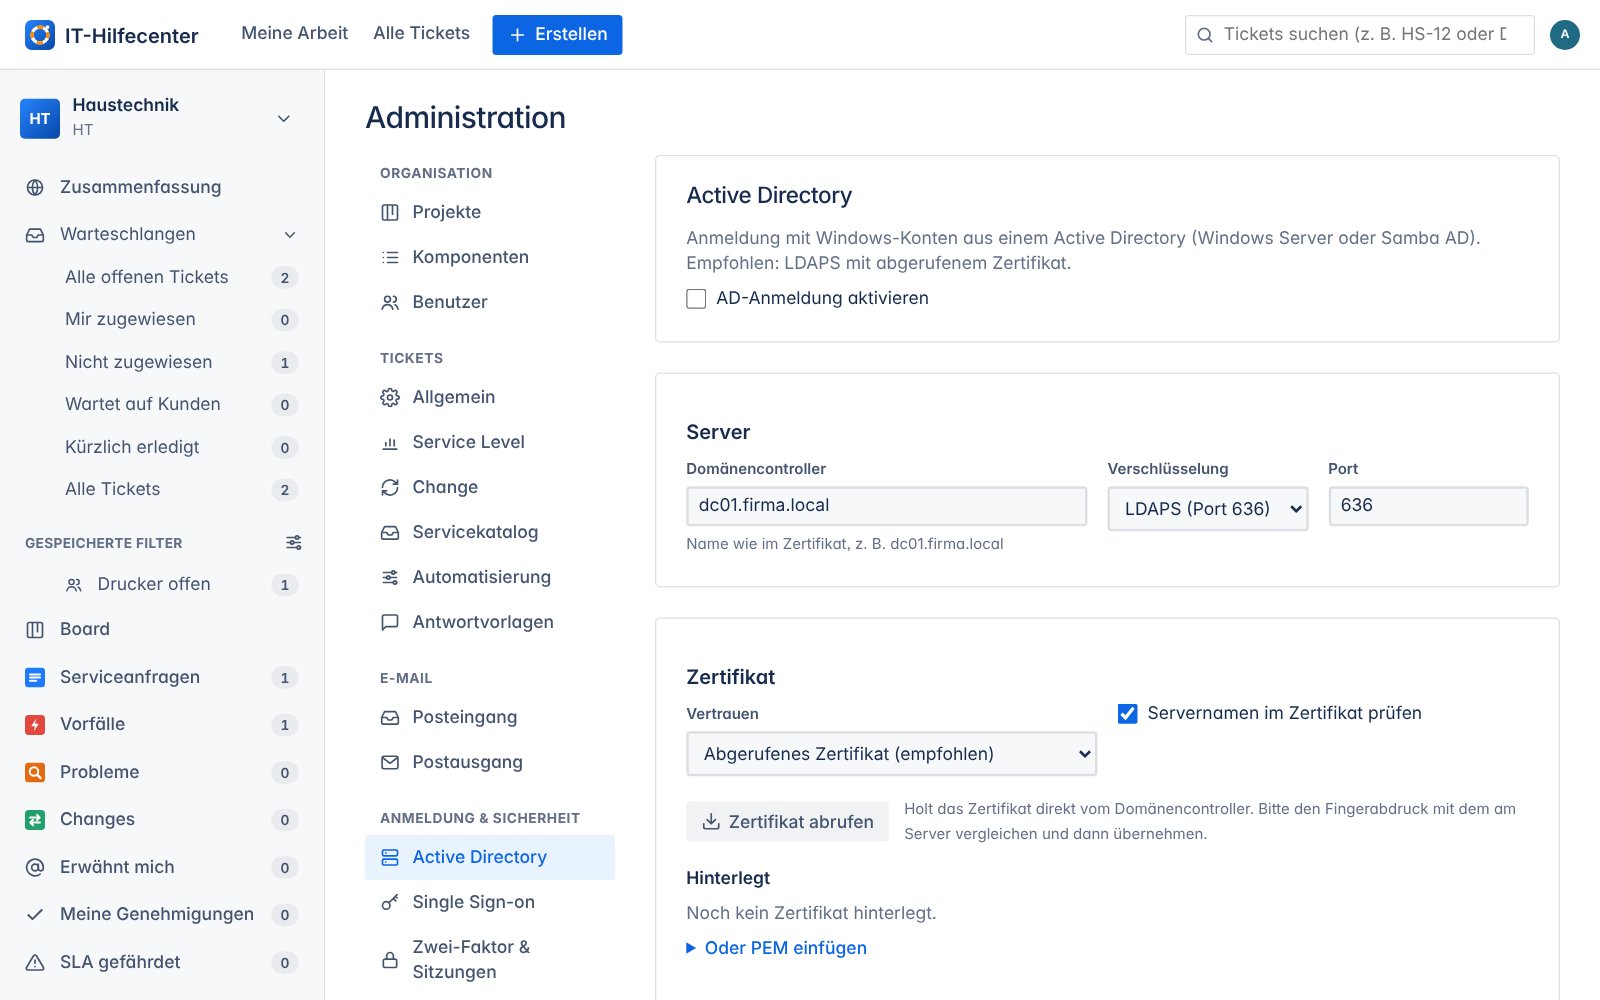 IT-Hilfecenter
Meine Arbeit
Alle Tickets
Erstellen
Tickets suchen (z. B. HS-12 oder D
A
HT
Haustechnik
HT
Zusammenfassung
Warteschlangen
Alle offenen Tickets 2
Mir zugewiesen 0
Nicht zugewiesen 1
Wartet auf Kunden 0
Kürzlich erledigt 0
Alle Tickets 2
GESPEICHERTE FILTER
Drucker offen 1
Board
Serviceanfragen 1
Vorfälle 1
Probleme 0
Changes 0
Erwähnt mich 0
Meine Genehmigungen 0
SLA gefährdet 0
Administration
ORGANISATION
Projekte
Komponenten
Benutzer
TICKETS
Allgemein
Service Level
Change
Servicekatalog
Automatisierung
Antwortvorlagen
E-MAIL
Posteingang
Postausgang
ANMELDUNG & SICHERHEIT
Active Directory
Single Sign-on
Zwei-Faktor &
Sitzungen
Active Directory
Anmeldung mit Windows-Konten aus einem Active Directory (Windows Server oder Samba AD).
Empfohlen: LDAPS mit abgerufenem Zertifikat.
AD-Anmeldung aktivieren
Server
Domänencontroller
dc01.firma.local
Name wie im Zertifikat, z. B. dc01.firma.local
Verschlüsselung
LDAPS (Port 636)
Port
636
Zertifikat
Vertrauen
Abgerufenes Zertifikat (empfohlen)
Servernamen im Zertifikat prüfen
Zertifikat abrufen
Holt das Zertifikat direkt vom Domänencontroller. Bitte den Fingerabdruck mit dem am
Server vergleichen und dann übernehmen.
Hinterlegt
Noch kein Zertifikat hinterlegt.
Oder PEM einfügen